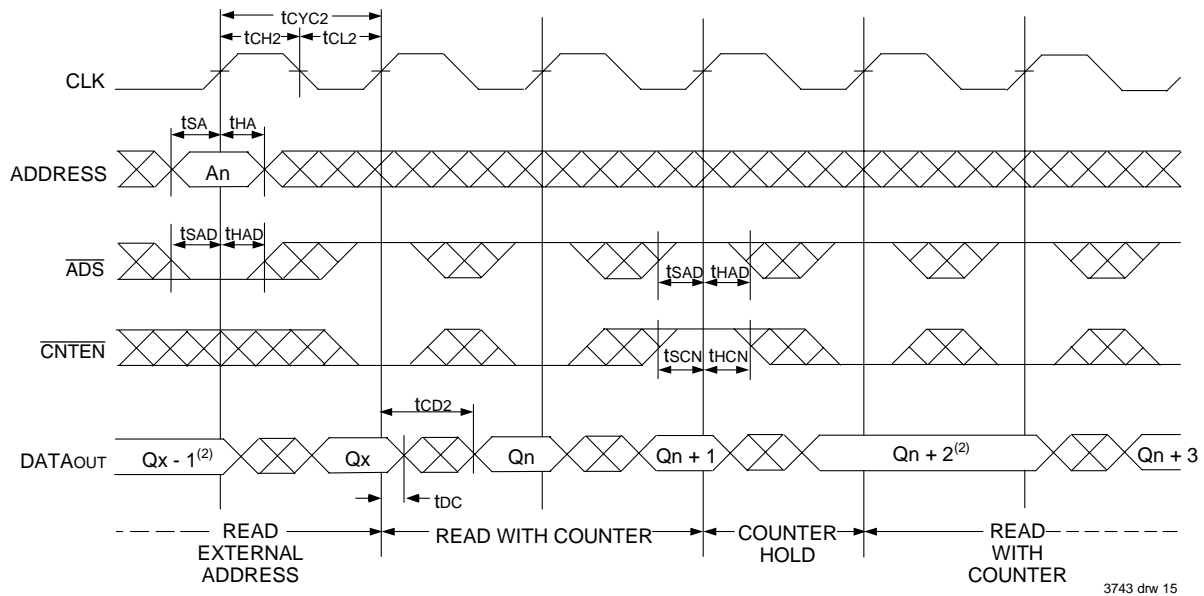 tCYC2
tCH2 tCL2
CLK
tSA tHA
ADDRESS An
tSAD tHAD
ADS
tSAD tHAD
CNTEN
tSCN tHCN
tCD2
DATAOUT Qx - 1(2) Qx Qn Qn + 1 Qn + 2(2) Qn + 3
tDC
READ EXTERNAL ADDRESS
READ WITH COUNTER
COUNTER HOLD
READ WITH COUNTER
3743 drw 15